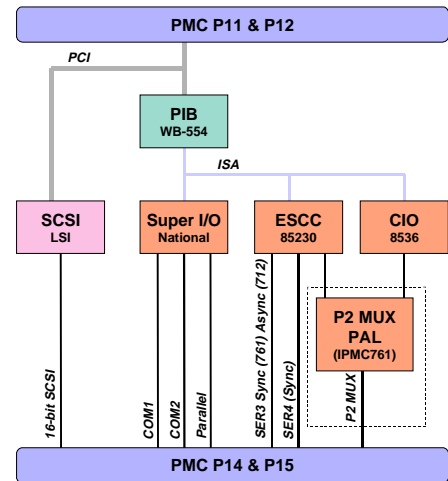 PMC P11 & P12
PCI
PIB
WB-554
ISA
SCSI
LSI
Super I/O
National
ESCC
85230
CIO
8536
P2 MUX
PAL
(IPMC761)
16-bit SCSI
COM1
COM2
Parallel
SER3 Sync (761) Async (712)
SER4 (Sync)
P2 MUX
PMC P14 & P15